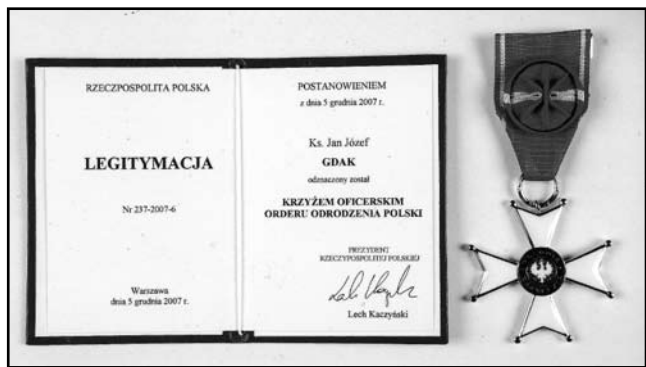 RZECZPOSPOLITA POLSKA
LEGITYMACJA
Nr 237-2007-6
Warszawa
dnia 5 grudnia 2007 r.
POSTANOWIENIEM
z dnia 5 grudnia 2007 r.
Ks. Jan Józef
GDAK
odznaczony został
KRZYŻEM OFICERSKIM
ORDERU ODRODZENIA POLSKI
PREZYDENT
RZECZYPOSPOLITEJ POLSKIEJ
Lech Kaczyński